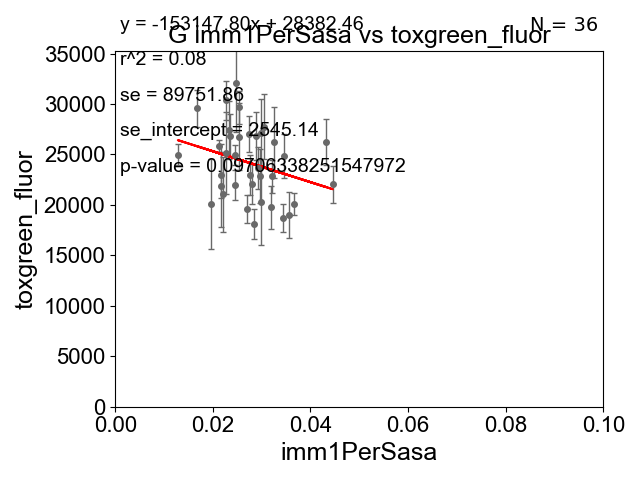 y = -153147.80x + 28382.46
N = 36
G imm1PerSasa vs toxgreen_fluor
r^2 = 0.08
se = 89751.86
se_intercept = 2545.14
p-value = 0.09706338251547972
35000
30000
25000
20000
15000
10000
5000
0
toxgreen_fluor
0.00 0.02 0.04 0.06 0.08 0.10
imm1PerSasa